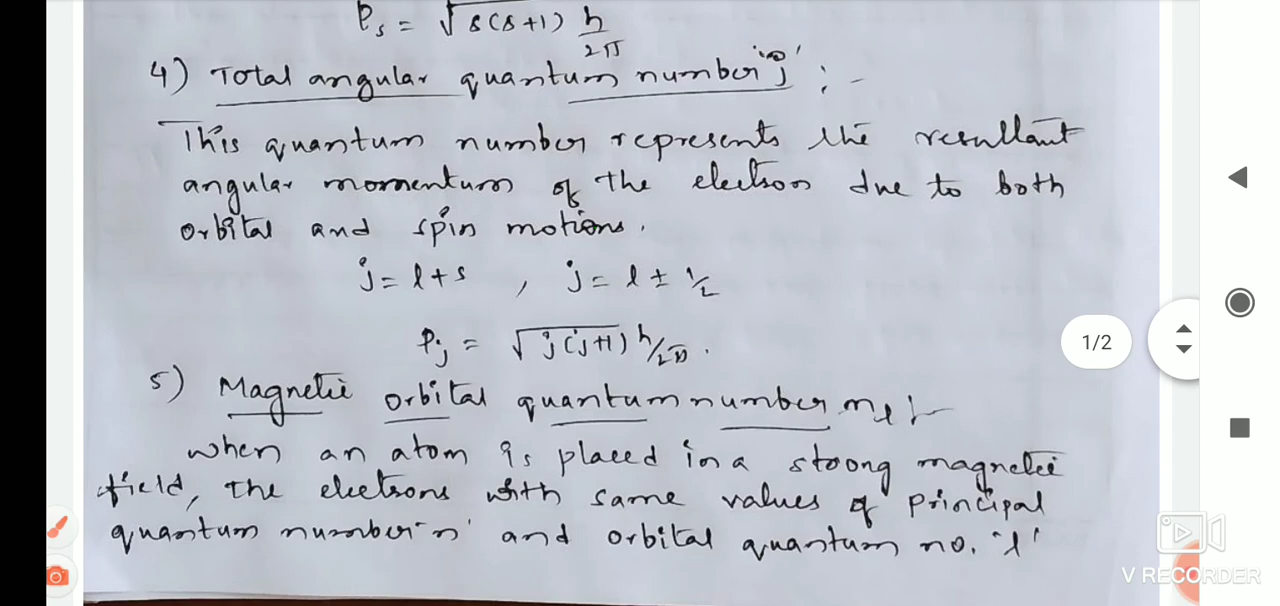 Ps = √s(s+1) h/2π
4) Total angular quantum number 'j' :-
This quantum number represents the resultant
angular momentum of the electron due to both
orbital and spin motions.
j = l + s , j = l ± 1/2
Pj = √j(j+1) h/2π.
5) Magnetic orbital quantum number ml :-
when an atom is placed in a strong magnetic
field, the electrons with same values of principal
quantum number 'n' and orbital quantum no. 'l'
1/2
V RECORDER